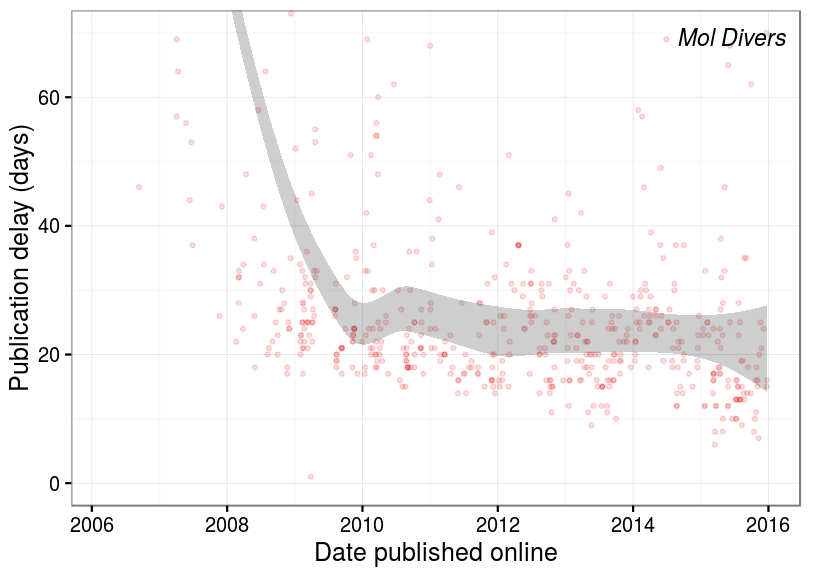 Mol Divers
Publication delay (days)
60
40
20
0
2006 2008 2010 2012 2014 2016
Date published online